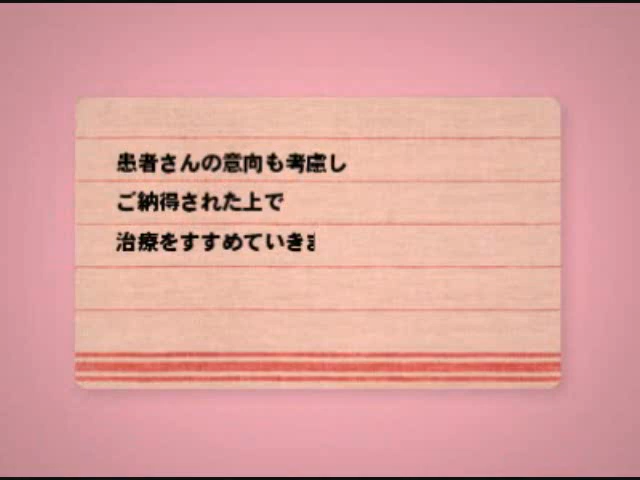 患者さんの意向も考慮し
ご納得された上で
治療をすすめていきま